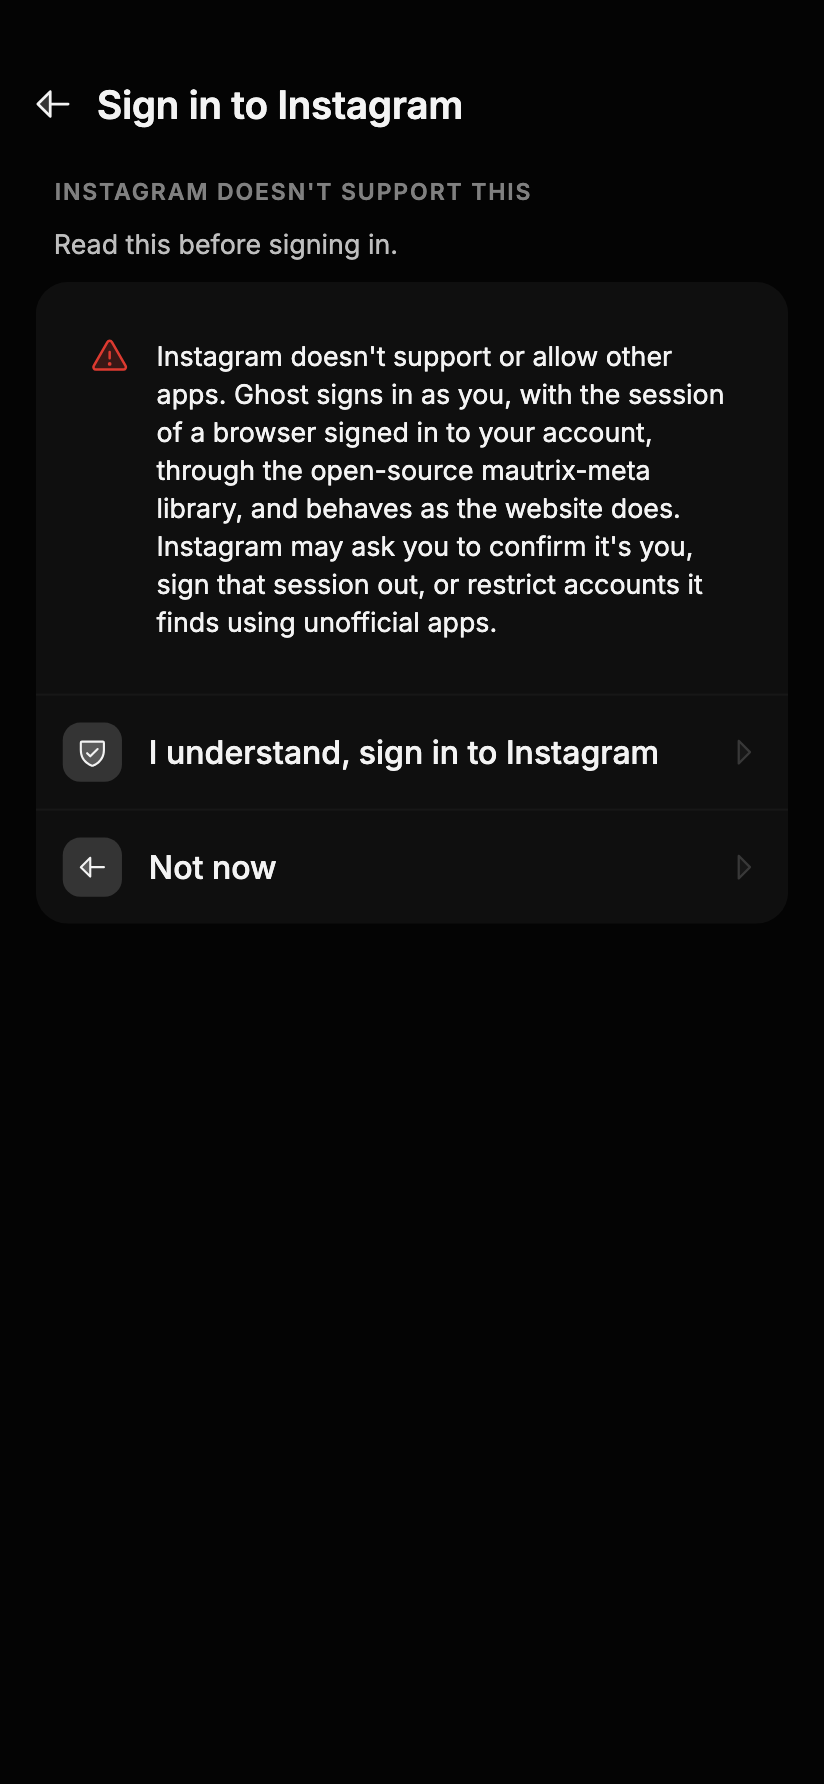 Sign in to Instagram
INSTAGRAM DOESN'T SUPPORT THIS
Read this before signing in.
Instagram doesn't support or allow other
apps. Ghost signs in as you, with the session
of a browser signed in to your account,
through the open-source mautrix-meta
library, and behaves as the website does.
Instagram may ask you to confirm it's you,
sign that session out, or restrict accounts it
finds using unofficial apps.
I understand, sign in to Instagram
Not now